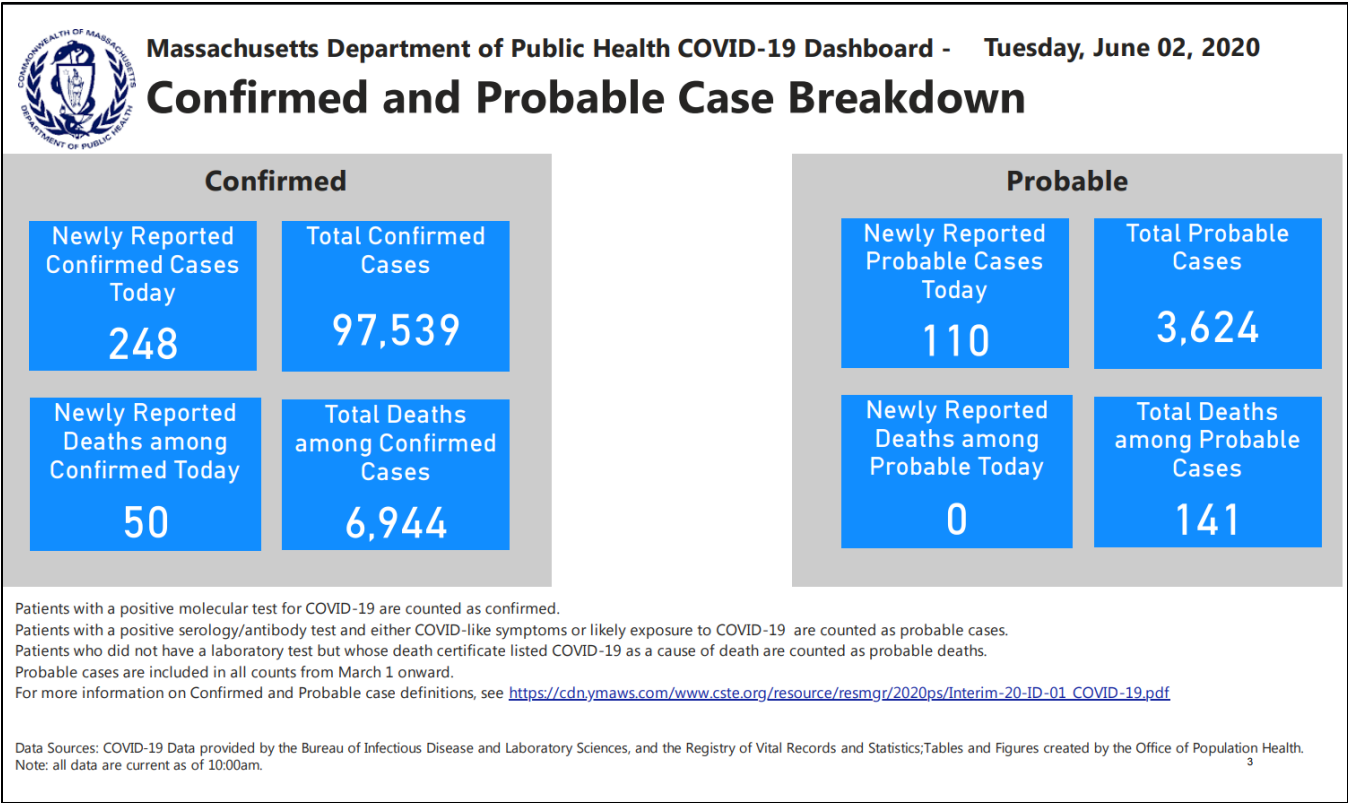 COMMONWEALTH OF MASSACHUSETTS
DEPARTMENT OF PUBLIC HEALTH
Massachusetts Department of Public Health COVID-19 Dashboard - Tuesday, June 02, 2020
Confirmed and Probable Case Breakdown
Confirmed
Newly Reported
Confirmed Cases
Today
248
Total Confirmed
Cases
97,539
Newly Reported
Deaths among
Confirmed Today
50
Total Deaths
among Confirmed
Cases
6,944
Probable
Newly Reported
Probable Cases
Today
110
Total Probable
Cases
3,624
Newly Reported
Deaths among
Probable Today
0
Total Deaths
among Probable
Cases
141
Patients with a positive molecular test for COVID-19 are counted as confirmed.
Patients with a positive serology/antibody test and either COVID-like symptoms or likely exposure to COVID-19 are counted as probable cases.
Patients who did not have a laboratory test but whose death certificate listed COVID-19 as a cause of death are counted as probable deaths.
Probable cases are included in all counts from March 1 onward.
For more information on Confirmed and Probable case definitions, see https://cdn.ymaws.com/www.cste.org/resource/resmgr/2020ps/Interim-20-ID-01_COVID-19.pdf
Data Sources: COVID-19 Data provided by the Bureau of Infectious Disease and Laboratory Sciences, and the Registry of Vital Records and Statistics;Tables and Figures created by the Office of Population Health.
Note: all data are current as of 10:00am.
3